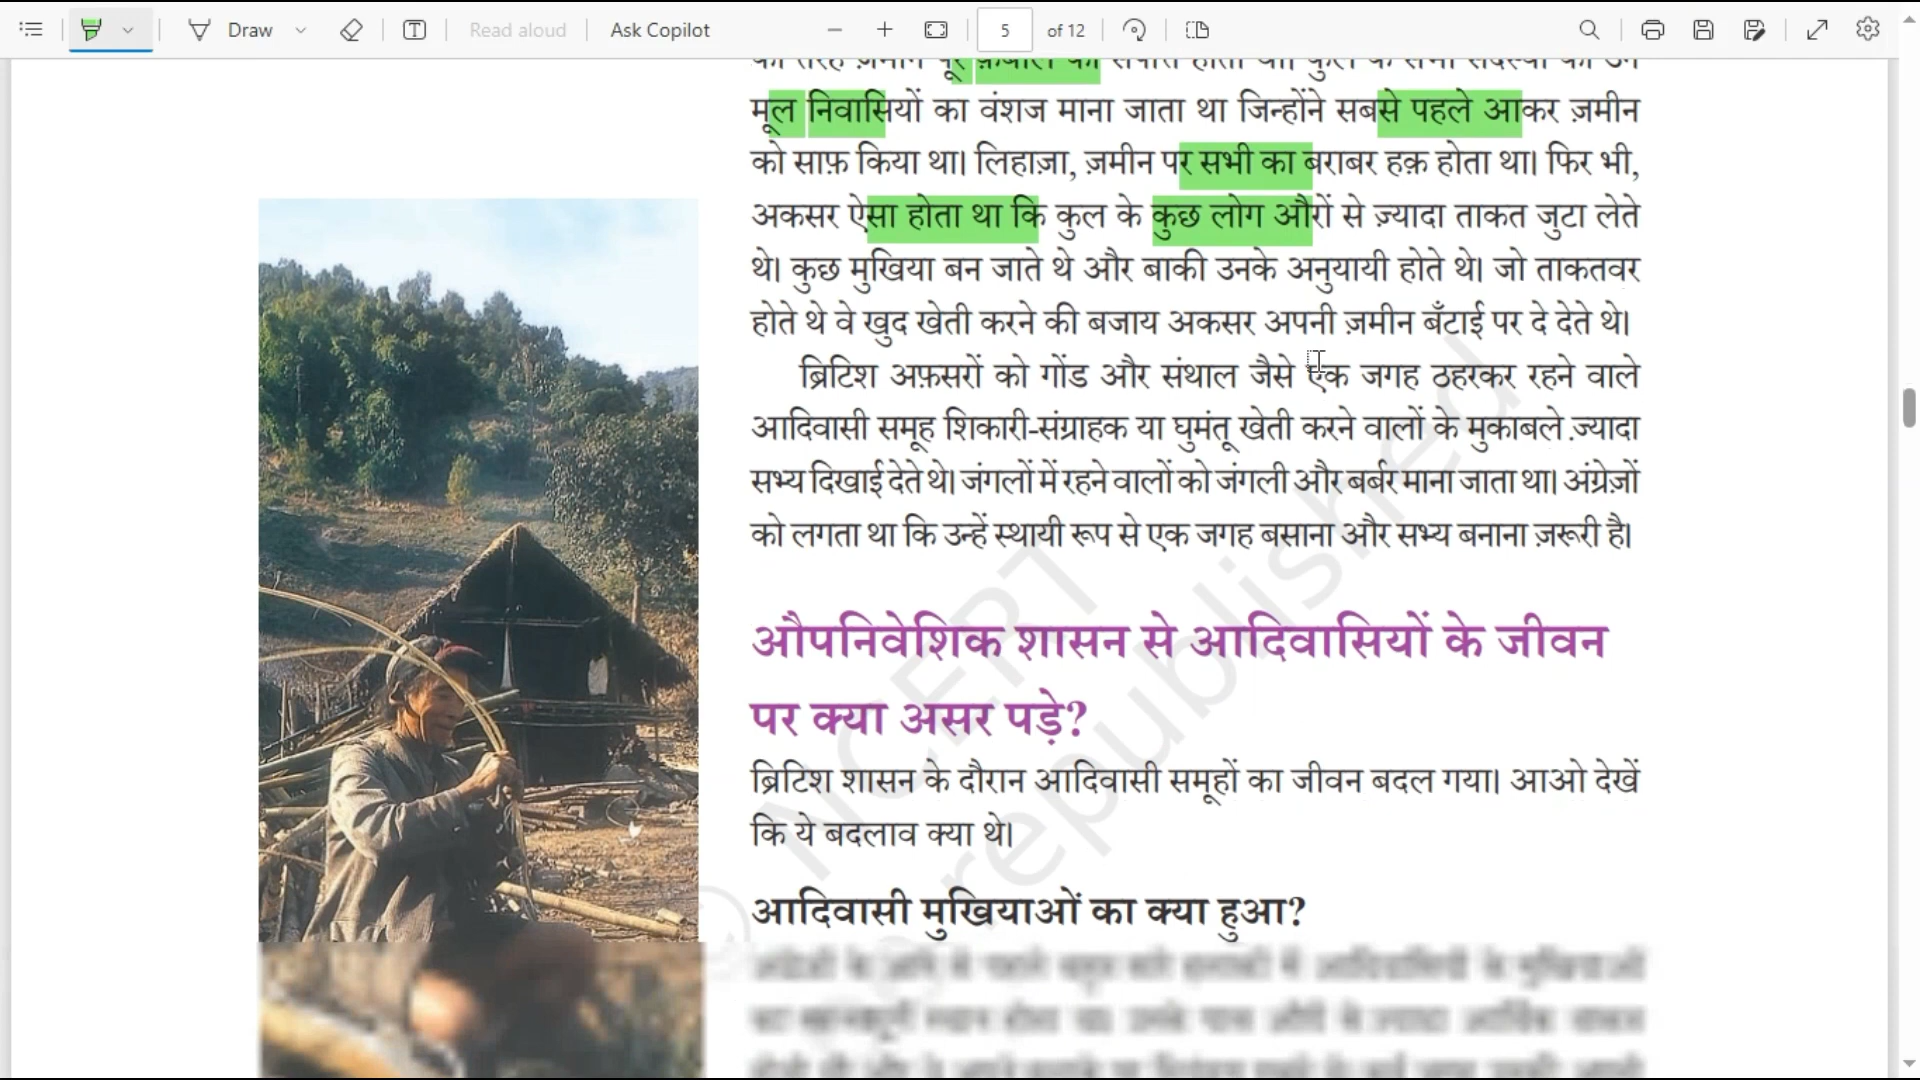 Draw
Read aloud
Ask Copilot
5 of 12
मूल निवासियों का वंशज माना जाता था जिन्होंने सबसे पहले आकर ज़मीन
को साफ़ किया था। लिहाज़ा, ज़मीन पर सभी का बराबर हक़ होता था। फिर भी,
अकसर ऐसा होता था कि कुल के कुछ लोग औरों से ज़्यादा ताकत जुटा लेते
थे। कुछ मुखिया बन जाते थे और बाकी उनके अनुयायी होते थे। जो ताकतवर
होते थे वे खुद खेती करने की बजाय अकसर अपनी ज़मीन बँटाई पर दे देते थे।
ब्रिटिश अफ़सरों को गोंड और संथाल जैसे एक जगह ठहरकर रहने वाले
आदिवासी समूह शिकारी-संग्राहक या घुमंतू खेती करने वालों के मुकाबले ज़्यादा
सभ्य दिखाई देते थे। जंगलों में रहने वालों को जंगली और बर्बर माना जाता था। अंग्रेज़ों
को लगता था कि उन्हें स्थायी रूप से एक जगह बसाना और सभ्य बनाना ज़रूरी है।
औपनिवेशिक शासन से आदिवासियों के जीवन
पर क्या असर पड़े?
ब्रिटिश शासन के दौरान आदिवासी समूहों का जीवन बदल गया। आओ देखें
कि ये बदलाव क्या थे।
आदिवासी मुखियाओं का क्या हुआ?
© NCERT
be republished